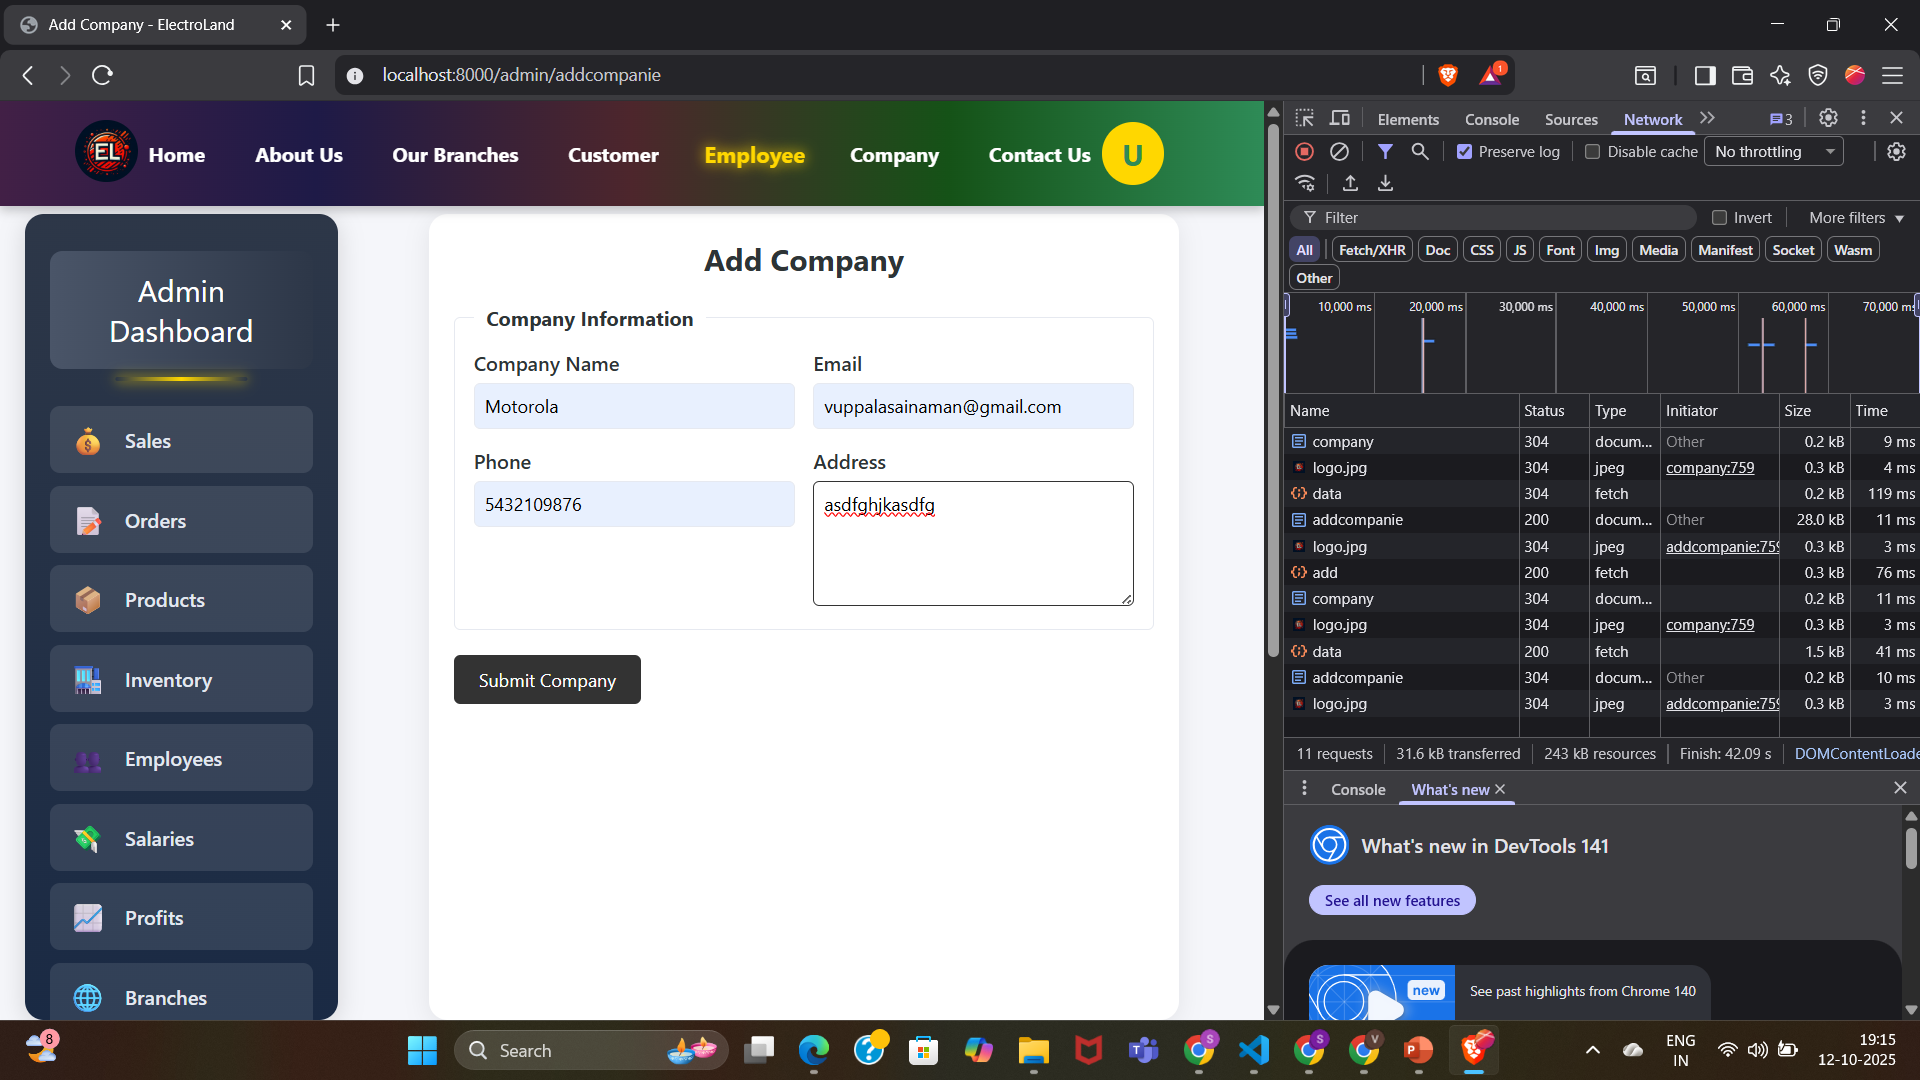 Add Company - ElectroLand
localhost:8000/admin/addcompanie
1
EL
Home
About Us
Our Branches
Customer
Employee
Company
Contact Us
U
Admin
Dashboard
Sales
Orders
Products
Inventory
Employees
Salaries
Profits
Branches
Add Company
Company Information
Company Name
Email
Motorola
vuppalasainaman@gmail.com
Phone
Address
5432109876
asdfghjkasdfg
Submit Company
Elements
Console
Sources
Network
3
Preserve log
Disable cache
No throttling
Filter
Invert
More filters
All
Fetch/XHR
Doc
CSS
JS
Font
Img
Media
Manifest
Socket
Wasm
Other
10,000 ms
20,000 ms
30,000 ms
40,000 ms
50,000 ms
60,000 ms
70,000 ms
Name Status Type Initiator Size Time
company 304 docum... Other 0.2 kB 9 ms
logo.jpg 304 jpeg company:759 0.3 kB 4 ms
data 304 fetch 0.2 kB 119 ms
addcompanie 200 docum... Other 28.0 kB 11 ms
logo.jpg 304 jpeg addcompanie:759 0.3 kB 3 ms
add 200 fetch 0.3 kB 76 ms
company 304 docum... Other 0.2 kB 11 ms
logo.jpg 304 jpeg company:759 0.3 kB 3 ms
data 200 fetch 1.5 kB 41 ms
addcompanie 304 docum... Other 0.2 kB 10 ms
logo.jpg 304 jpeg addcompanie:759 0.3 kB 3 ms
11 requests
31.6 kB transferred
243 kB resources
Finish: 42.09 s
DOMContentLoade
Console
What's new
What's new in DevTools 141
See all new features
new
See past highlights from Chrome 140
8
Search
S
S
V
ENG
IN
19:15
12-10-2025